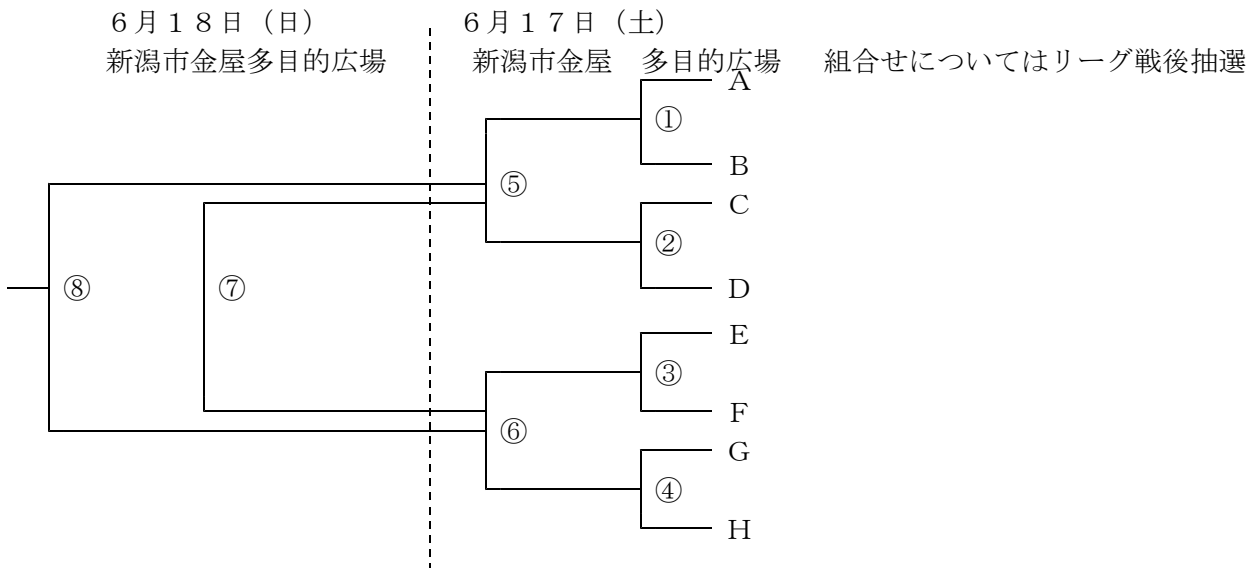 6月18日（日）
6月17日（土）
新潟市金屋多目的広場
新潟市金屋　多目的広場
組合せについてはリーグ戦後抽選
A
①
B
⑤
C
②
D
⑧
⑦
E
③
F
⑥
G
④
H